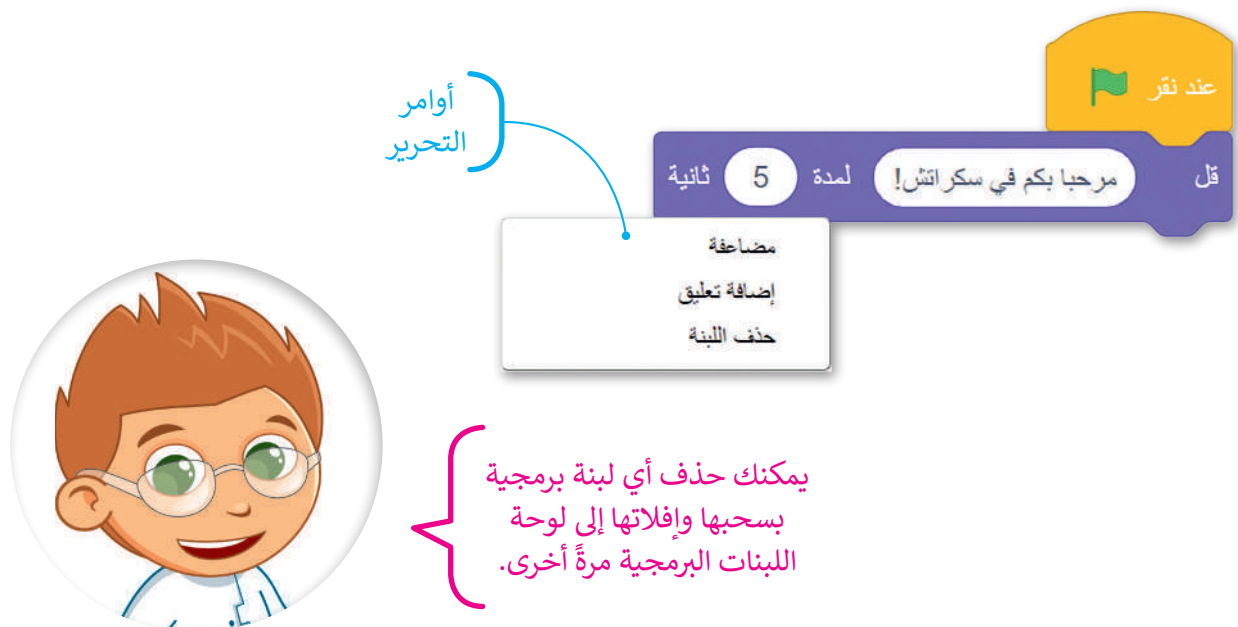 عند نقر
قل مرحبا بكم في سكراتش! لمدة 5 ثانية
أوامر
التحرير
مضاعفة
إضافة تعليق
حذف اللبنة
يمكنك حذف أي لبنة برمجية
بسحبها وإفلاتها إلى لوحة
اللبنات البرمجية مرةً أخرى.